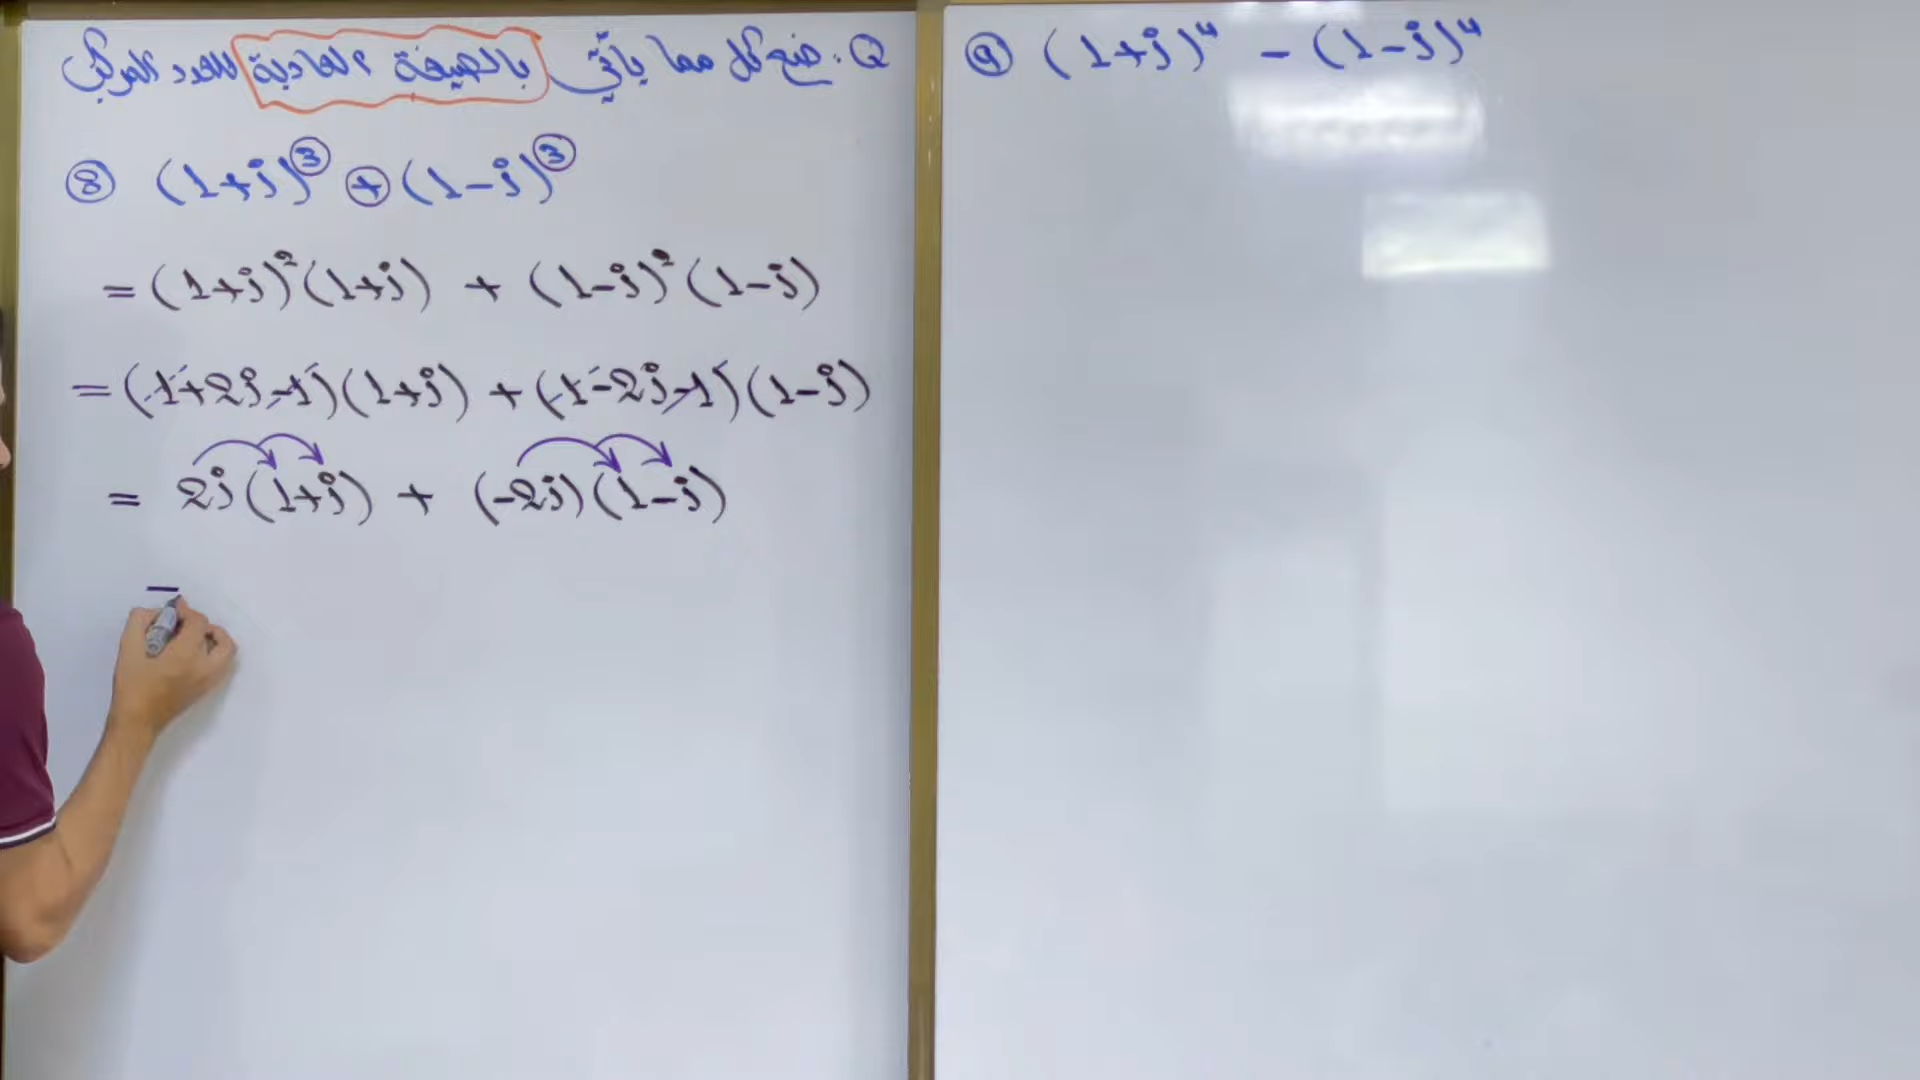 Q. ضع كل مما يأتي بالصيغة العادية للعدد المركب
⑧ (1+i)³ + (1-i)³
= (1+i)²(1+i) + (1-i)²(1-i)
= (1+2i-1)(1+i) + (1-2i-1)(1-i)
= 2i(1+i) + (-2i)(1-i)
⑨ (1+i)⁴ - (1-i)⁴